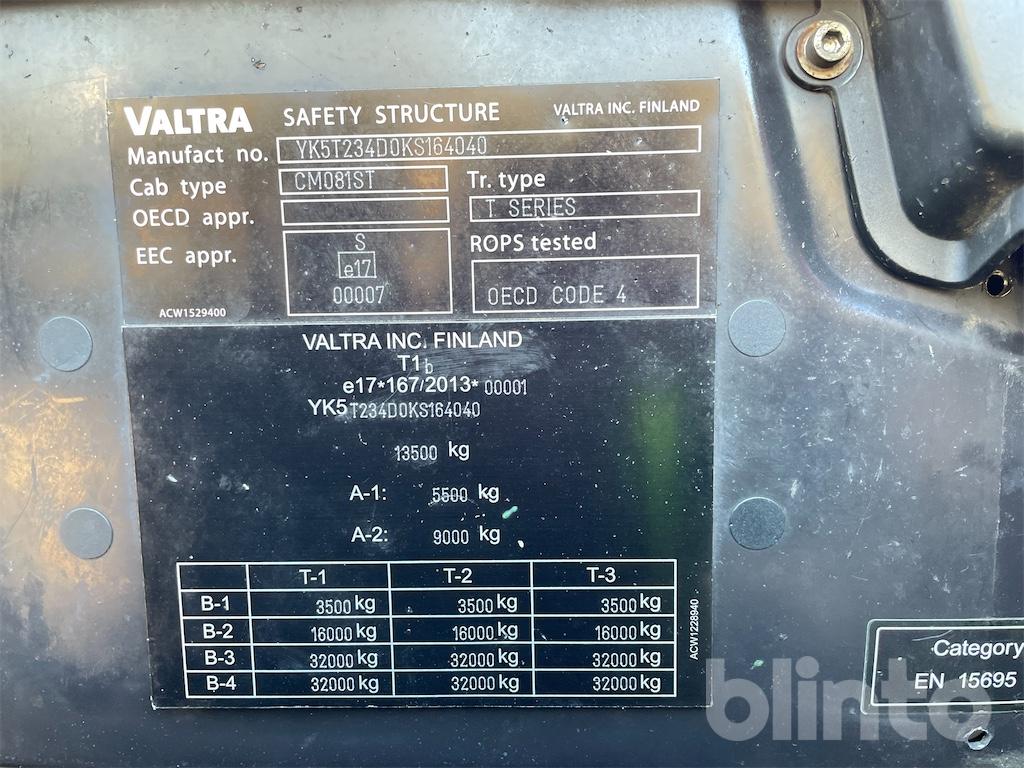 VALTRA SAFETY STRUCTURE VALTRA INC. FINLAND
Manufact no. YK5T234D0KS164040
Cab type CM081ST Tr. type
OECD appr. T SERIES
EEC appr. S ROPS tested
e17
00007 OECD CODE 4
ACW1529400
VALTRA INC. FINLAND
T1b
e17*167/2013*00001
YK5T234D0KS164040
13500 kg
A-1: 5500 kg
A-2: 9000 kg
T-1 T-2 T-3
B-1 3500 kg 3500 kg 3500 kg
B-2 16000 kg 16000 kg 16000 kg
B-3 32000 kg 32000 kg 32000 kg
B-4 32000 kg 32000 kg 32000 kg
ACW1228940
Category
EN 15695
blinto